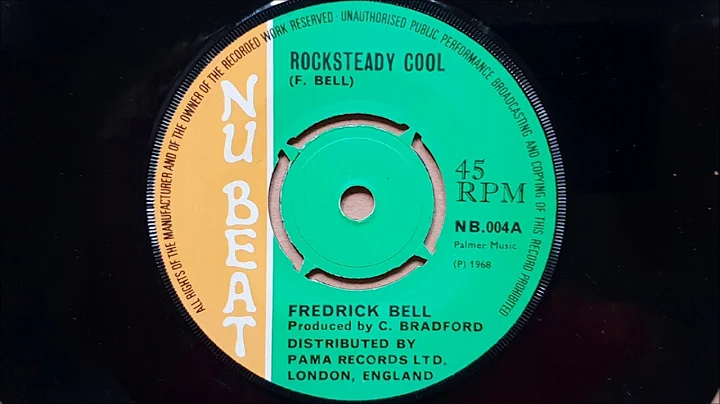 ALL RIGHTS OF THE MANUFACTURER AND OF THE OWNER OF THE RECORDED WORK RESERVED · UNAUTHORISED PUBLIC PERFORMANCE BROADCASTING AND COPYING OF THIS RECORD PROHIBITED
NU BEAT
ROCKSTEADY COOL
(F. BELL)
45
RPM
NB.004A
Palmer Music
(P) 1968
FREDRICK BELL
Produced by C. BRADFORD
DISTRIBUTED BY
PAMA RECORDS LTD.
LONDON, ENGLAND